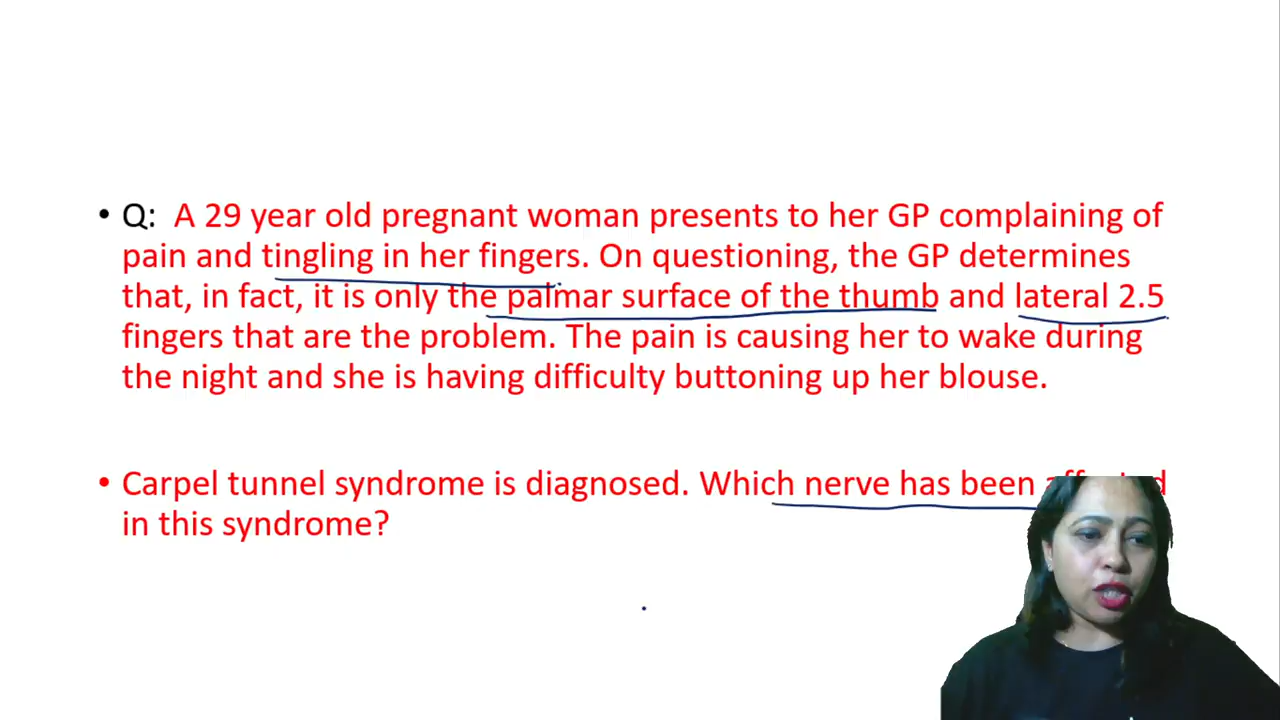 • Q: A 29 year old pregnant woman presents to her GP complaining of
pain and tingling in her fingers. On questioning, the GP determines
that, in fact, it is only the palmar surface of the thumb and lateral 2.5
fingers that are the problem. The pain is causing her to wake during
the night and she is having difficulty buttoning up her blouse.
• Carpel tunnel syndrome is diagnosed. Which nerve has been
in this syndrome?